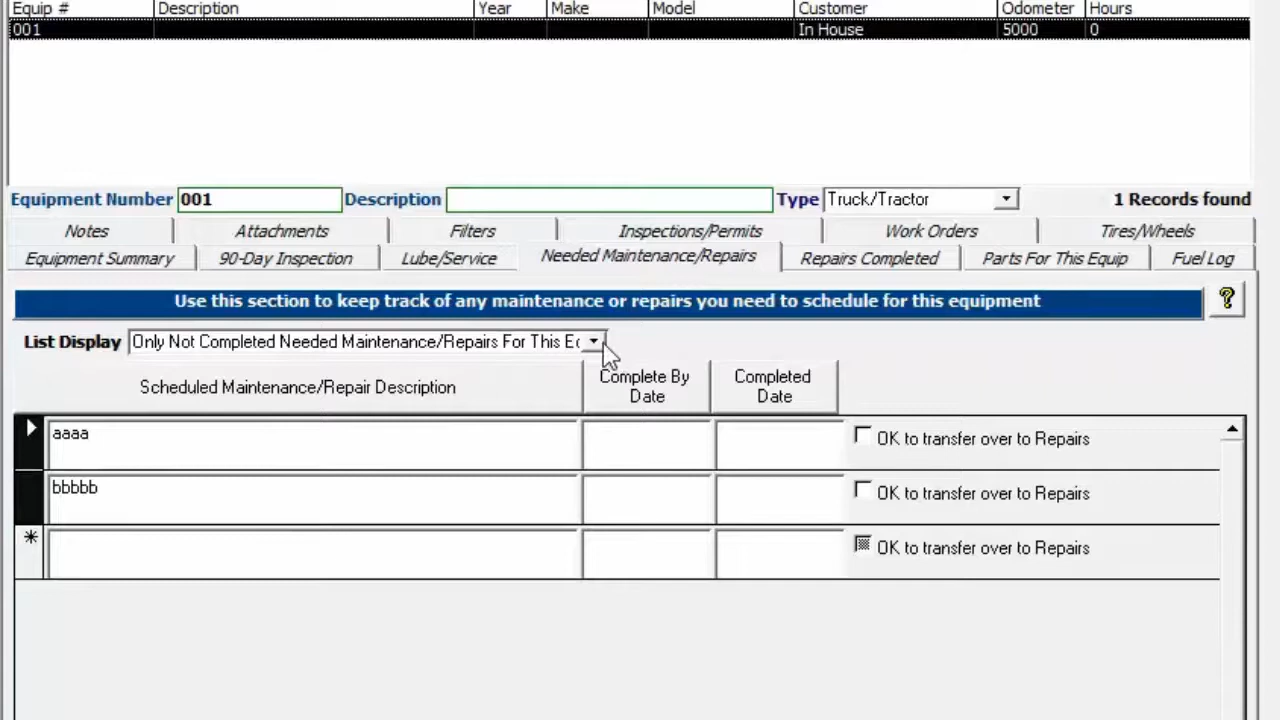 Equip # Description Year Make Model Customer Odometer Hours
001 In House 5000 0
Equipment Number 001 Description Type Truck/Tractor 1 Records found
Notes Attachments Filters Inspections/Permits Work Orders Tires/Wheels
Equipment Summary 90-Day Inspection Lube/Service Needed Maintenance/Repairs Repairs Completed Parts For This Equip Fuel Log
Use this section to keep track of any maintenance or repairs you need to schedule for this equipment ?
List Display Only Not Completed Needed Maintenance/Repairs For This Ec
Scheduled Maintenance/Repair Description
Complete By
Date
Completed
Date
aaaa OK to transfer over to Repairs
bbbbb OK to transfer over to Repairs
* OK to transfer over to Repairs